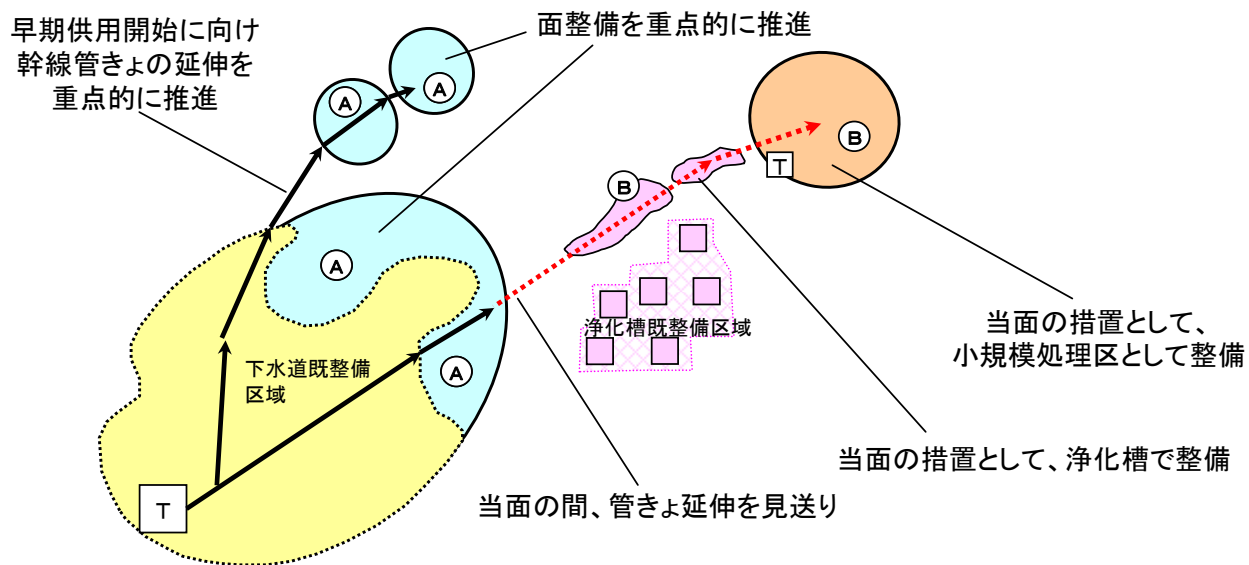 早期供用開始に向け
幹線管きょの延伸を
重点的に推進
面整備を重点的に推進
A
A
B
T
B
A
浄化槽既整備区域
当面の措置として、
小規模処理区として整備
下水道既整備
区域
A
当面の措置として、浄化槽で整備
当面の間、管きょ延伸を見送り
T